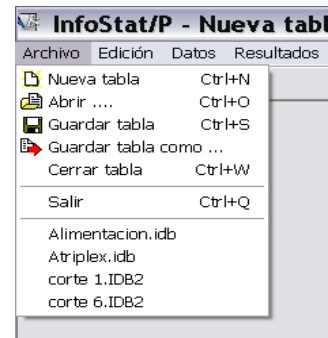 InfoStat/P - Nueva tabl
Archivo Edición Datos Resultados
Nueva tabla Ctrl+N
Abrir .... Ctrl+O
Guardar tabla Ctrl+S
Guardar tabla como ...
Cerrar tabla Ctrl+W
Salir Ctrl+Q
Alimentacion.idb
Atriplex.idb
corte 1.IDB2
corte 6.IDB2